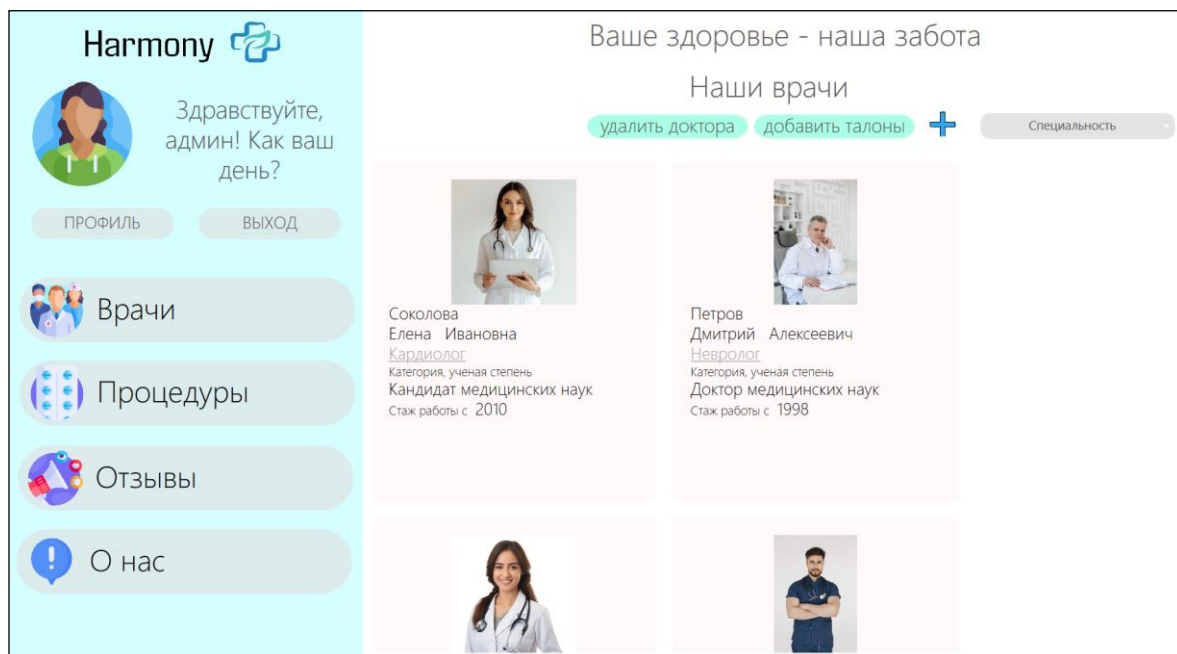 Harmony
Здравствуйте,
админ! Как ваш
день?
ПРОФИЛЬ
ВЫХОД
Врачи
Процедуры
Отзывы
О нас
Ваше здоровье - наша забота
Наши врачи
удалить доктора
добавить талоны
Специальность
Соколова
Елена Ивановна
Кардиолог
Категория, ученая степень
Кандидат медицинских наук
Стаж работы с 2010
Петров
Дмитрий Алексеевич
Невролог
Категория, ученая степень
Доктор медицинских наук
Стаж работы с 1998